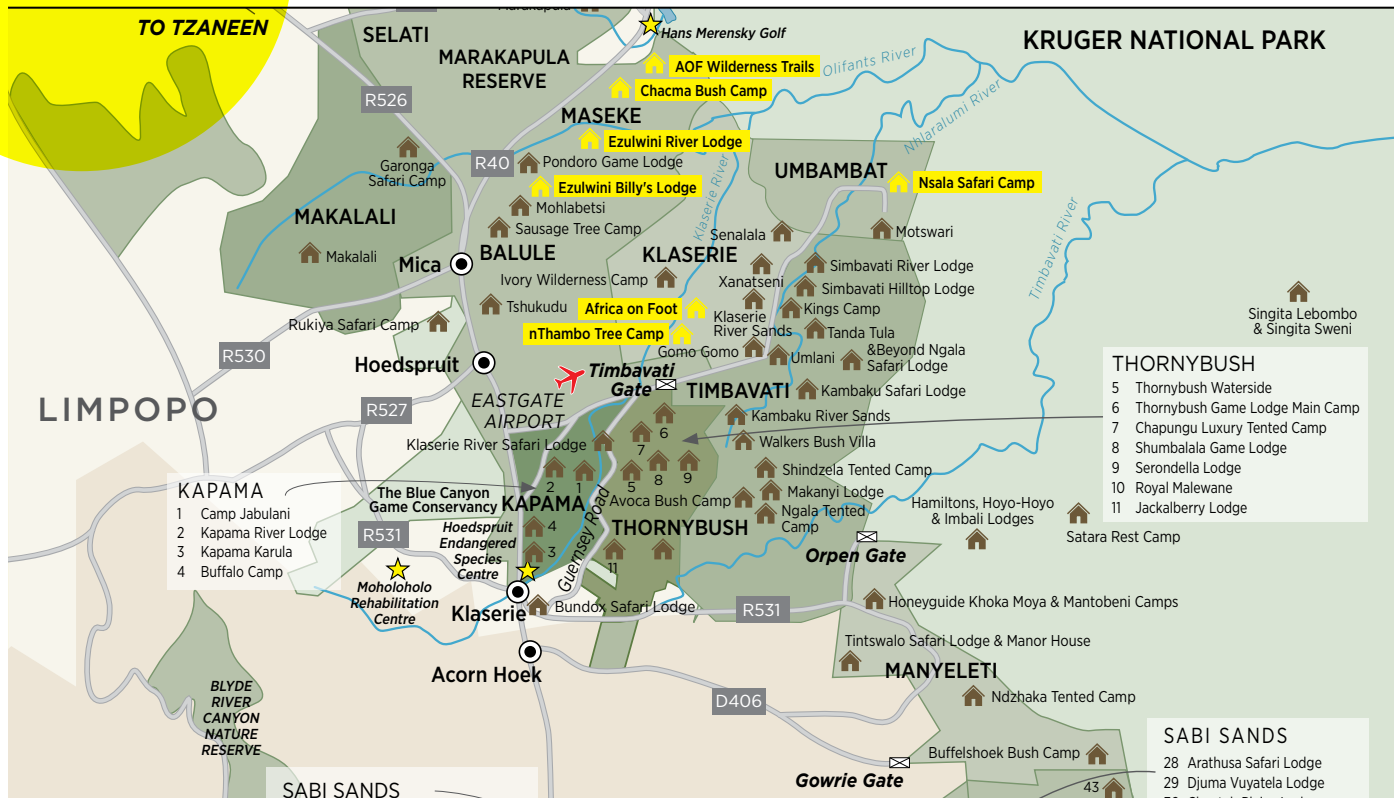 TO TZANEEN
SELATI
MARAKAPULA
RESERVE
Hans Merensky Golf
KRUGER NATIONAL PARK
AOF Wilderness Trails
Olifants River
Chacma Bush Camp
R526
MASEKE
Nhlaralumi River
Ezulwini River Lodge
Garonga
Safari Camp
R40
Pondoro Game Lodge
UMBAMBAT
Ezulwini Billy's Lodge
Nsala Safari Camp
Klaserie River
MAKALALI
Mohlabetsi
Sausage Tree Camp
Senalala
Motswari
Timbavati River
Makalali
Mica
BALULE
KLASERIE
Ivory Wilderness Camp
Xanatseni
Simbavati River Lodge
Simbavati Hilltop Lodge
Tshukudu
Africa on Foot
Klaserie
River Sands
Kings Camp
Singita Lebombo
& Singita Sweni
Rukiya Safari Camp
nThambo Tree Camp
Tanda Tula
R530
Hoedspruit
Gomo Gomo
Umlani
&Beyond Ngala
Safari Lodge
Timbavati
Gate
TIMBAVATI
Kambaku Safari Lodge
LIMPOPO
R527
EASTGATE
AIRPORT
Kambaku River Sands
THORNYBUSH
5 Thornybush Waterside
6 Thornybush Game Lodge Main Camp
7 Chapungu Luxury Tented Camp
8 Shumbalala Game Lodge
9 Serondella Lodge
10 Royal Malewane
11 Jackalberry Lodge
Klaserie River Safari Lodge
6
7
Walkers Bush Villa
2
1
5
8
9
Shindzela Tented Camp
KAPAMA
1 Camp Jabulani
2 Kapama River Lodge
3 Kapama Karula
4 Buffalo Camp
The Blue Canyon
Game Conservancy
KAPAMA
Avoca Bush Camp
Makanyi Lodge
Ngala Tented
Camp
Hamiltons, Hoyo-Hoyo
& Imbali Lodges
Satara Rest Camp
R531
Hoedspruit
Endangered
Species
Centre
4
3
Guernsey Road
THORNYBUSH
11
Orpen Gate
Moholoholo
Rehabilitation
Centre
Klaserie
Bundox Safari Lodge
R531
Honeyguide Khoka Moya & Mantobeni Camps
Tintswalo Safari Lodge & Manor House
Acorn Hoek
MANYELETI
BLYDE
RIVER
CANYON
NATURE
RESERVE
D406
Ndzhaka Tented Camp
Buffelshoek Bush Camp
Gowrie Gate
43
SABI SANDS
SABI SANDS
28 Arathusa Safari Lodge
29 Djuma Vuyatela Lodge